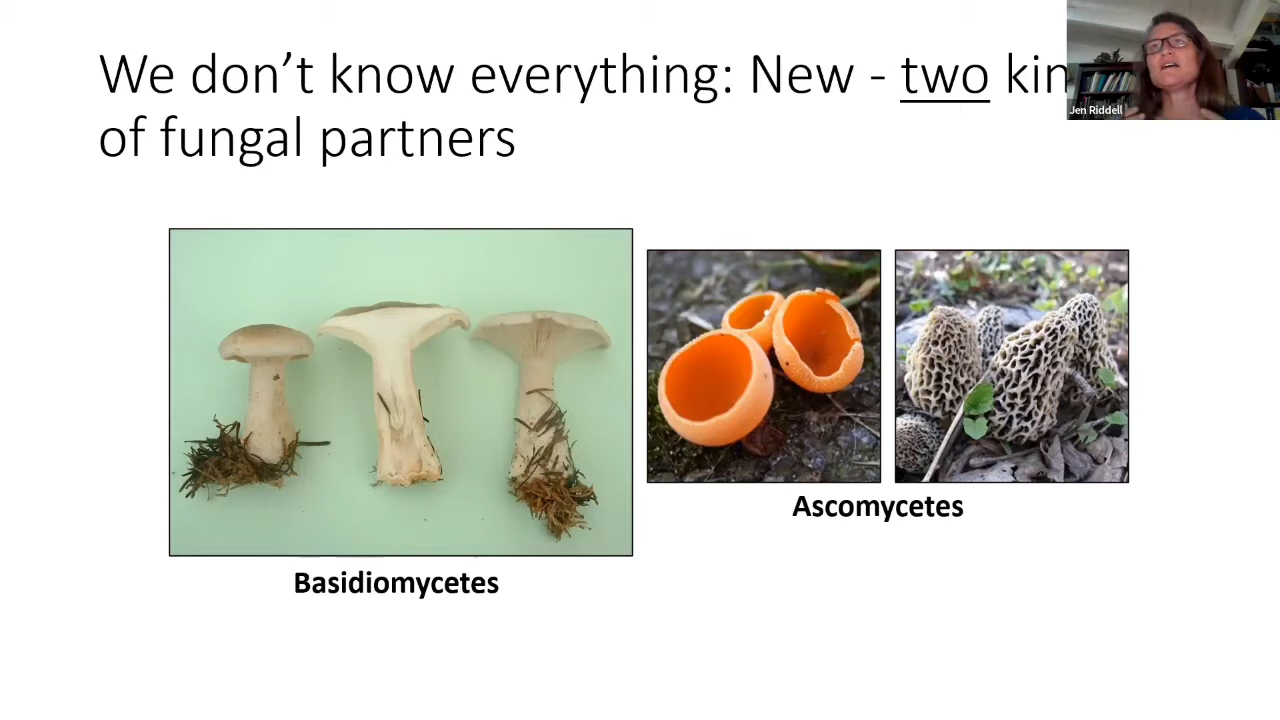 We don’t know everything: New - two kin
of fungal partners
Jen Riddell
Ascomycetes
Basidiomycetes